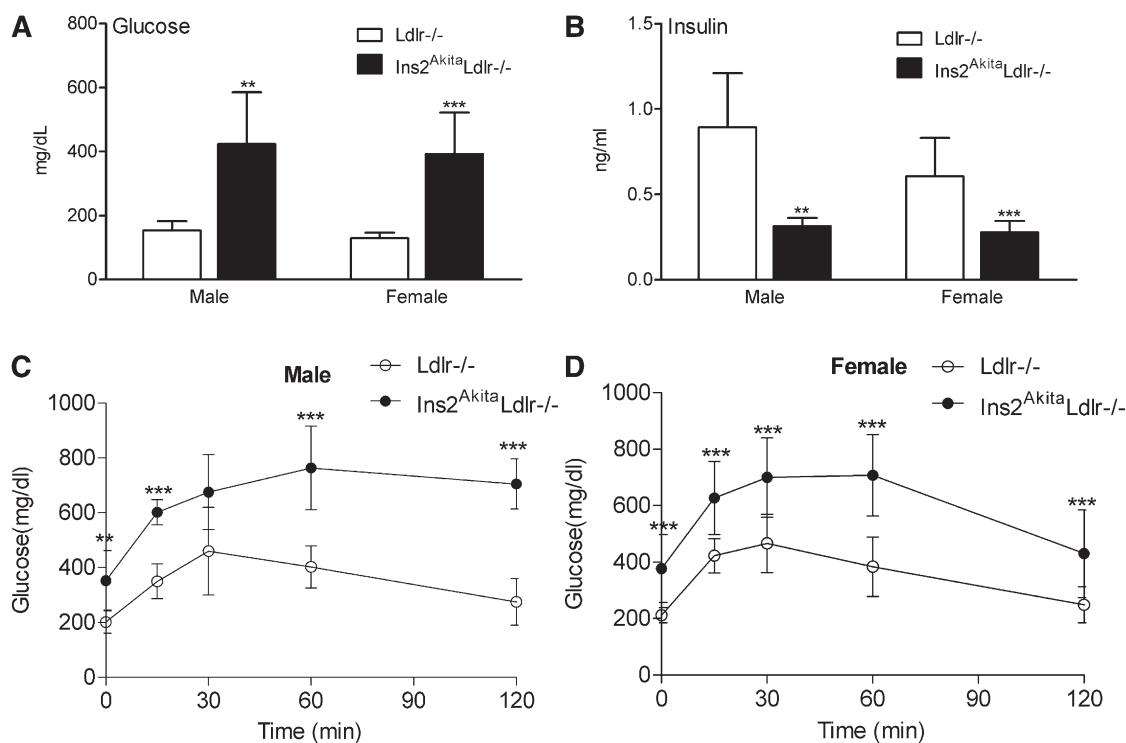 A
Glucose
Ldlr-/-
Ins2AkitaLdlr-/-
mg/dL
800
600
400
200
0
**
***
Male
Female
B
Insulin
Ldlr-/-
Ins2AkitaLdlr-/-
ng/ml
1.5
1.0
0.5
0.0
**
***
Male
Female
C
Male
Ldlr-/-
Ins2AkitaLdlr-/-
Glucose(mg/dl)
1000
800
600
400
200
0
**
***
***
***
0
30
60
90
120
Time (min)
D
Female
Ldlr-/-
Ins2AkitaLdlr-/-
Glucose(mg/dl)
1000
800
600
400
200
0
***
***
***
***
***
0
30
60
90
120
Time (min)